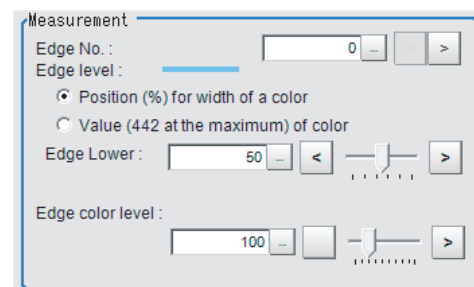 Measurement
Edge No. : 0 ... < >
Edge level :
Position (%) for width of a color
Value (442 at the maximum) of color
Edge Lower : 50 ... < >
Edge color level :
100 ... >